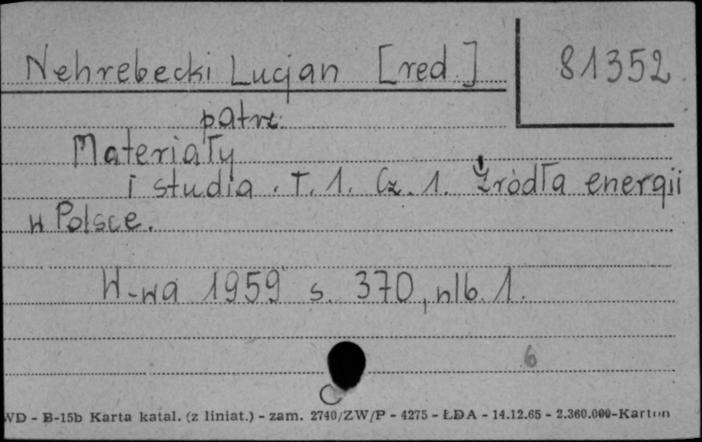 Nehrebecki Lucjan [red.]
81352
patrz:
Materiały
i studia. T. 1. Cz. 1. Źródła energii
w Polsce.
W-wa 1959 s. 370, nlb. 1.
6
WD - B-15b Karta katal. (z liniat.) - zam. 2740/ZW/P - 4275 - ŁDA - 14.12.65 - 2.360.000-Karton